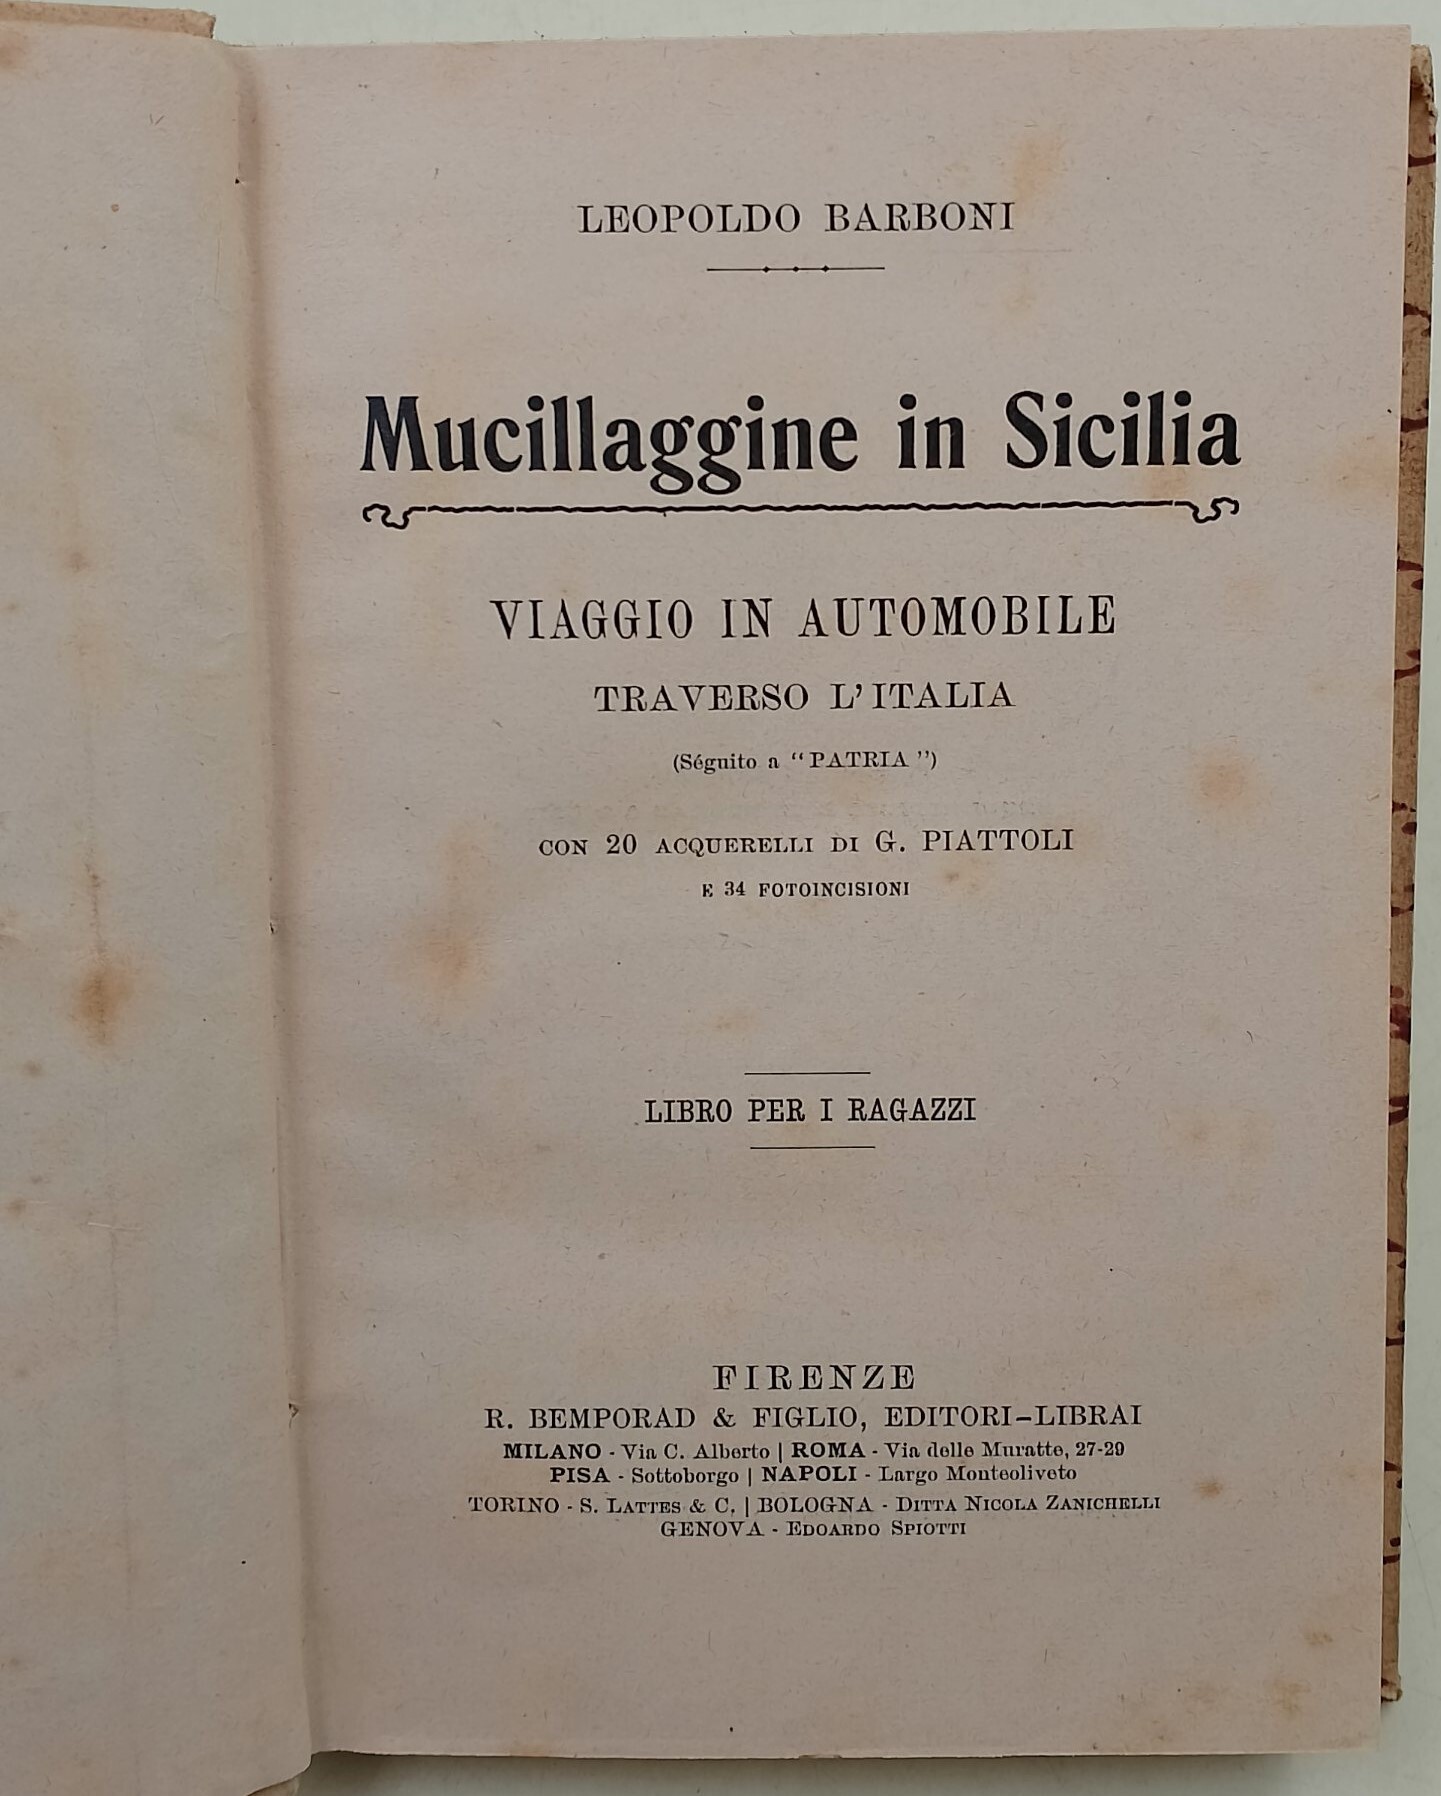 LEOPOLDO BARBONI
Mucillaggine in Sicilia
VIAGGIO IN AUTOMOBILE
TRAVERSO L'ITALIA
(Séguito a “PATRIA”)
CON 20 ACQUERELLI DI G. PIATTOLI
E 34 FOTOINCISIONI
LIBRO PER I RAGAZZI
FIRENZE
R. BEMPORAD & FIGLIO, EDITORI-LIBRAI
MILANO - Via C. Alberto | ROMA - Via delle Muratte, 27-29
PISA - Sottoborgo | NAPOLI - Largo Monteoliveto
TORINO - S. LATTES & C. | BOLOGNA - DITTA NICOLA ZANICHELLI
GENOVA - EDOARDO SPIOTTI